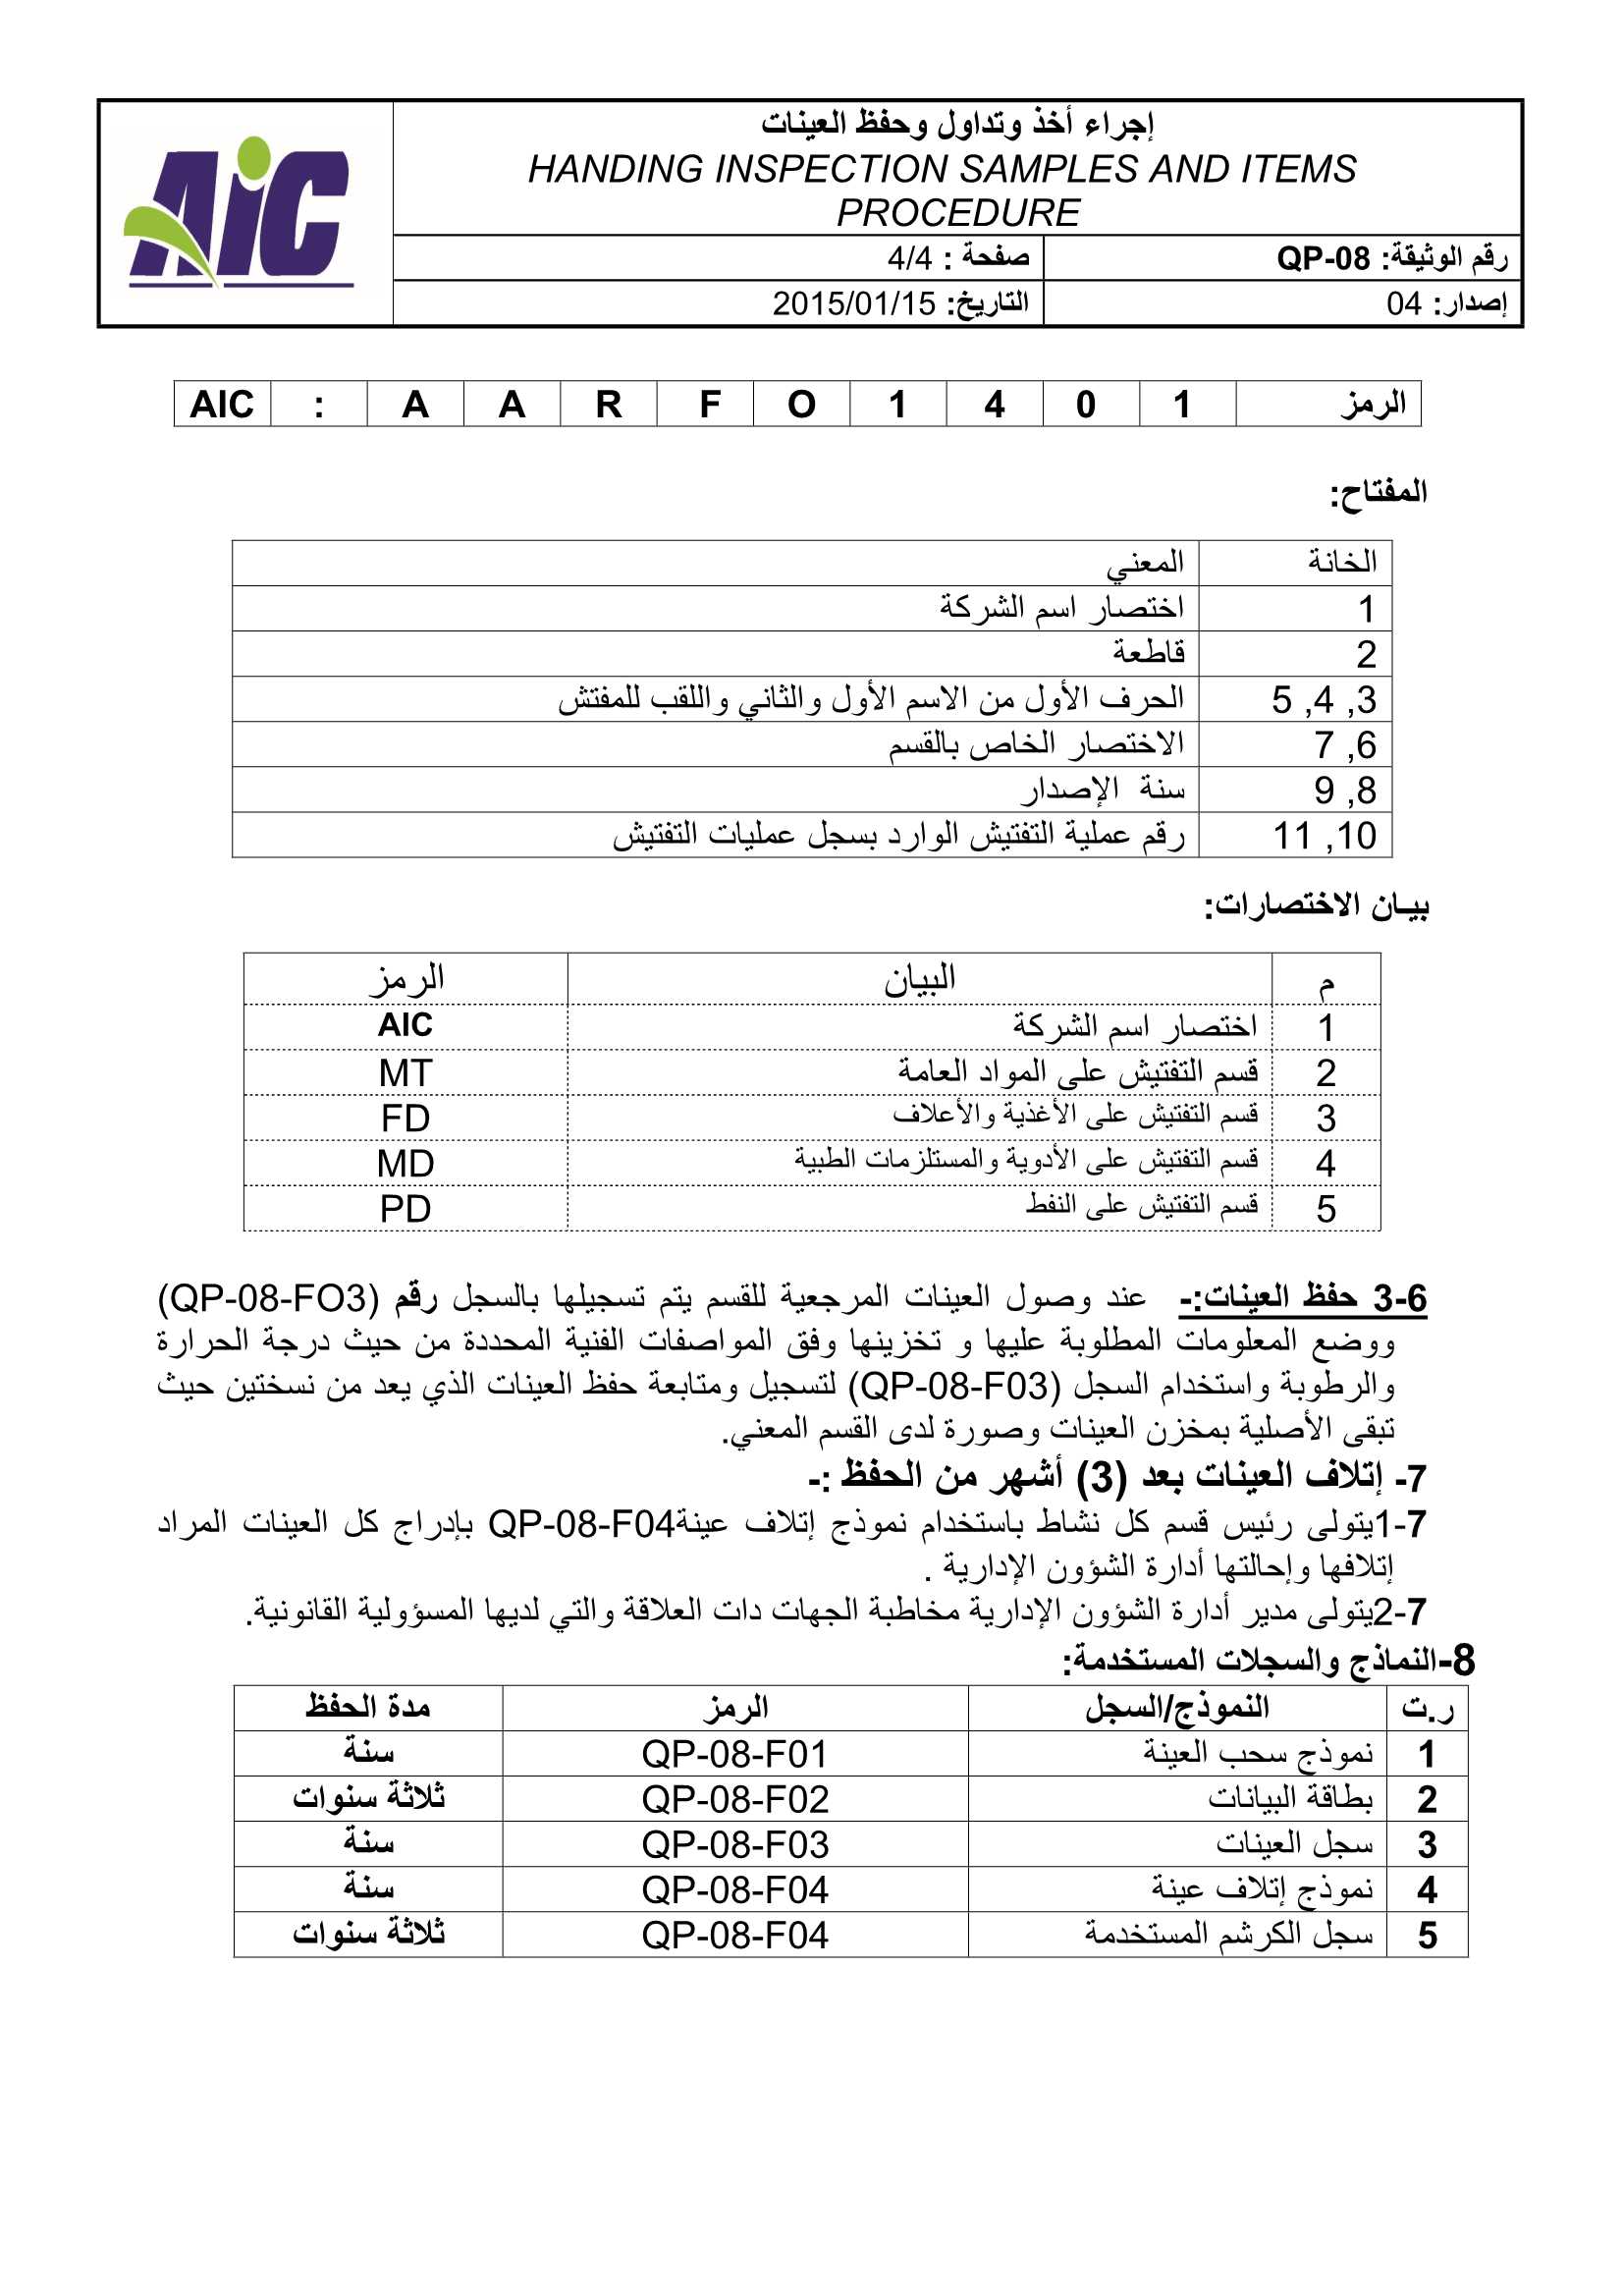 AiC
إجراء أخذ وتداول وحفظ العينات
HANDING INSPECTION SAMPLES AND ITEMS
PROCEDURE
رقم الوثيقة: QP-08
صفحة : 4/4
إصدار: 04
التاريخ: 2015/01/15
AIC : A A R F O 1 4 0 1 الرمز
المفتاح:
الخانة المعني
1 اختصار اسم الشركة
2 قاطعة
3, 4, 5 الحرف الأول من الاسم الأول والثاني واللقب للمفتش
6, 7 الاختصار الخاص بالقسم
8, 9 سنة الإصدار
10, 11 رقم عملية التفتيش الوارد بسجل عمليات التفتيش
بيـان الاختصارات:
م البيان الرمز
1 اختصار اسم الشركة AIC
2 قسم التفتيش على المواد العامة MT
3 قسم التفتيش على الأغذية والأعلاف FD
4 قسم التفتيش على الأدوية والمستلزمات الطبية MD
5 قسم التفتيش على النفط PD
3-6 حفظ العينات:- عند وصول العينات المرجعية للقسم يتم تسجيلها بالسجل رقم (QP-08-FO3)
ووضع المعلومات المطلوبة عليها و تخزينها وفق المواصفات الفنية المحددة من حيث درجة الحرارة
والرطوبة واستخدام السجل (QP-08-F03) لتسجيل ومتابعة حفظ العينات الذي يعد من نسختين حيث
تبقى الأصلية بمخزن العينات وصورة لدى القسم المعني.
7- إتلاف العينات بعد (3) أشهر من الحفظ :-
7-1يتولى رئيس قسم كل نشاط باستخدام نموذج إتلاف عينةQP-08-F04 بإدراج كل العينات المراد
إتلافها وإحالتها أدارة الشؤون الإدارية .
7-2يتولى مدير أدارة الشؤون الإدارية مخاطبة الجهات دات العلاقة والتي لديها المسؤولية القانونية.
8-النماذج والسجلات المستخدمة:
ر.ت النموذج/السجل الرمز مدة الحفظ
1 نموذج سحب العينة QP-08-F01 سنة
2 بطاقة البيانات QP-08-F02 ثلاثة سنوات
3 سجل العينات QP-08-F03 سنة
4 نموذج إتلاف عينة QP-08-F04 سنة
5 سجل الكرشم المستخدمة QP-08-F04 ثلاثة سنوات